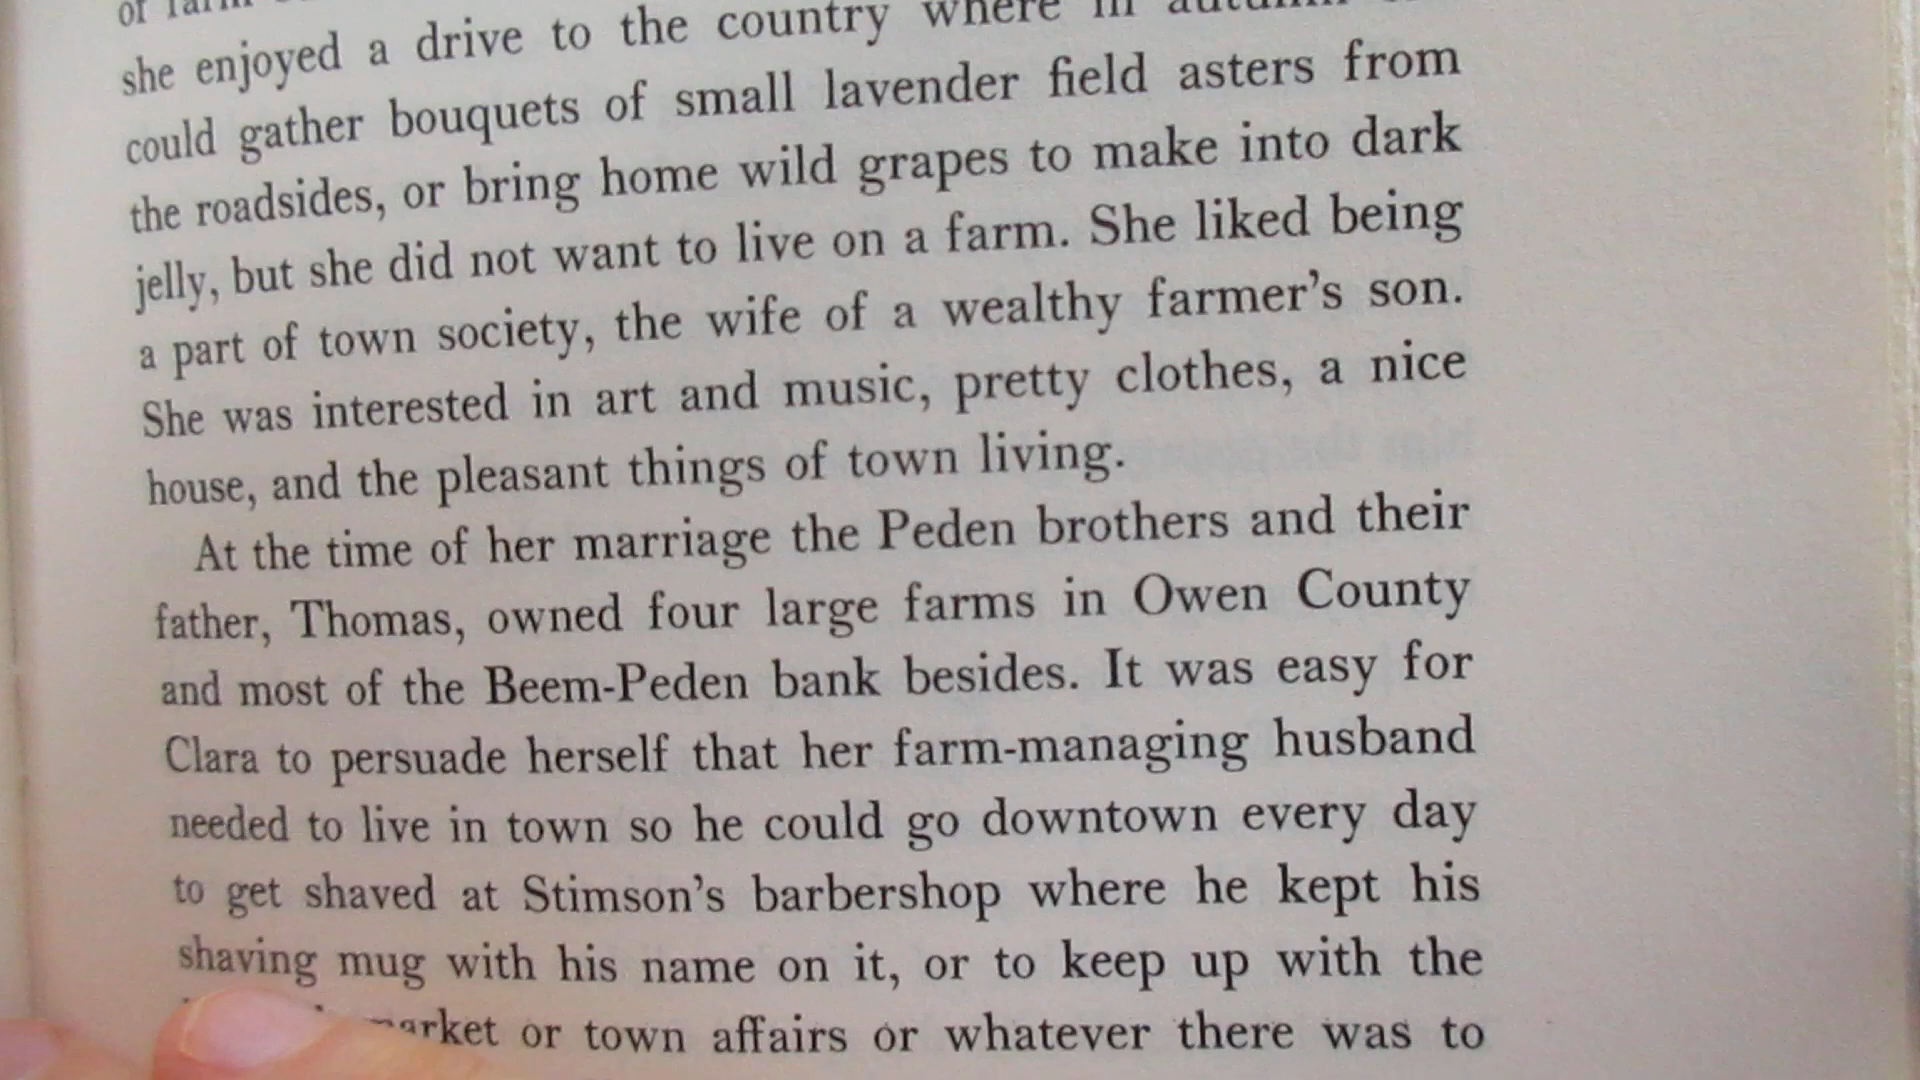 of farm
she enjoyed a drive to the country where in autumn
could gather bouquets of small lavender field asters from
the roadsides, or bring home wild grapes to make into dark
jelly, but she did not want to live on a farm. She liked being
a part of town society, the wife of a wealthy farmer's son.
She was interested in art and music, pretty clothes, a nice
house, and the pleasant things of town living.
At the time of her marriage the Peden brothers and their
father, Thomas, owned four large farms in Owen County
and most of the Beem-Peden bank besides. It was easy for
Clara to persuade herself that her farm-managing husband
needed to live in town so he could go downtown every day
to get shaved at Stimson's barbershop where he kept his
shaving mug with his name on it, or to keep up with the
market or town affairs or whatever there was to